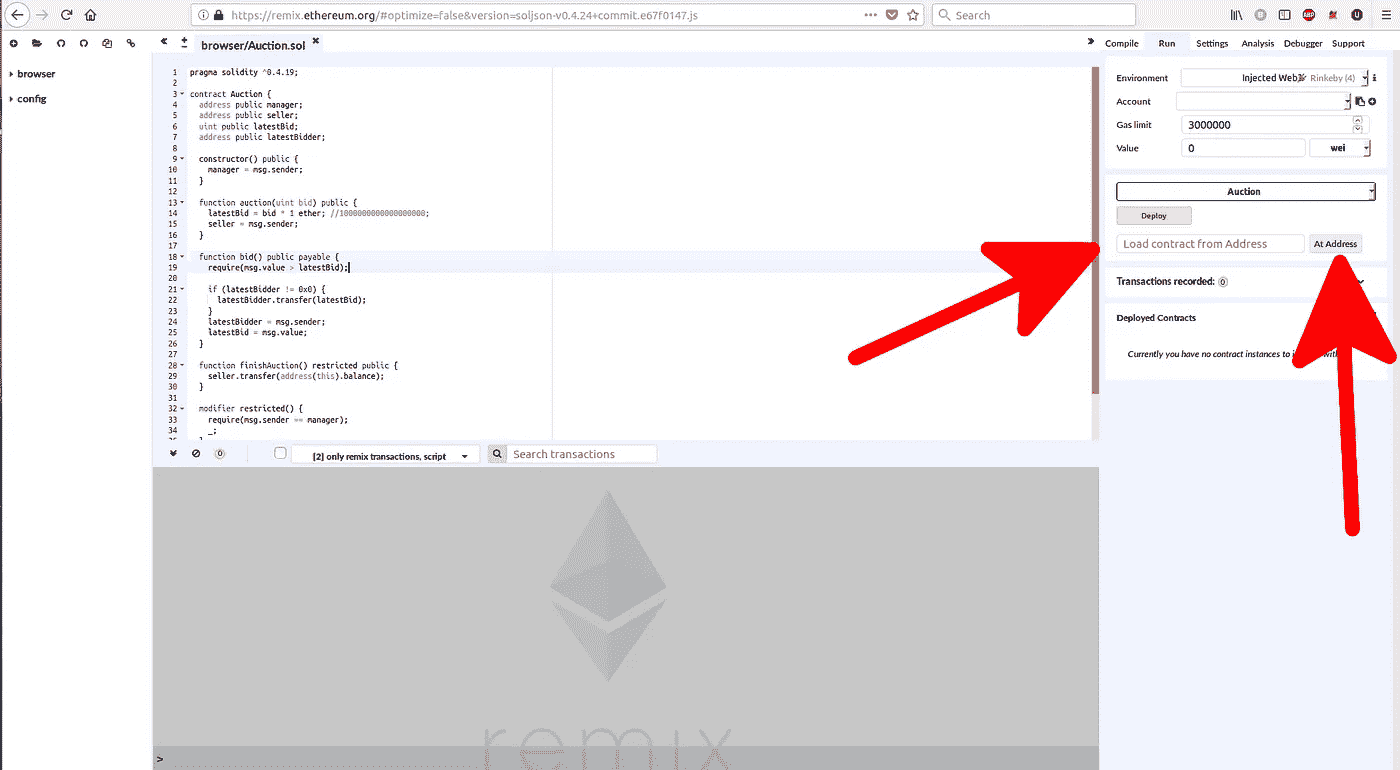 https://remix.ethereum.org/#optimize=false&version=soljson-v0.4.24+commit.e67f0147.js
Search
browser/Auction.sol
Compile Run Settings Analysis Debugger Support
browser
config
1 pragma solidity ^0.4.19;
2
3 contract Auction {
4 address public manager;
5 address public seller;
6 uint public latestBid;
7 address public latestBidder;
8
9 constructor() public {
10 manager = msg.sender;
11 }
12
13 function auction(uint bid) public {
14 latestBid = bid * 1 ether; //1000000000000000000;
15 seller = msg.sender;
16 }
17
18 function bid() public payable {
19 require(msg.value > latestBid);
20
21 if (latestBidder != 0x0) {
22 latestBidder.transfer(latestBid);
23 }
24 latestBidder = msg.sender;
25 latestBid = msg.value;
26 }
27
28 function finishAuction() restricted public {
29 seller.transfer(address(this).balance);
30 }
31
32 modifier restricted() {
33 require(msg.sender == manager);
34 _;
Environment Injected Web3 Rinkeby (4)
Account
Gas limit 3000000
Value 0 wei
Auction
Deploy
Load contract from Address At Address
Transactions recorded: 0
Deployed Contracts
Currently you have no contract instances to
0 [2] only remix transactions, script Search transactions
remix
>